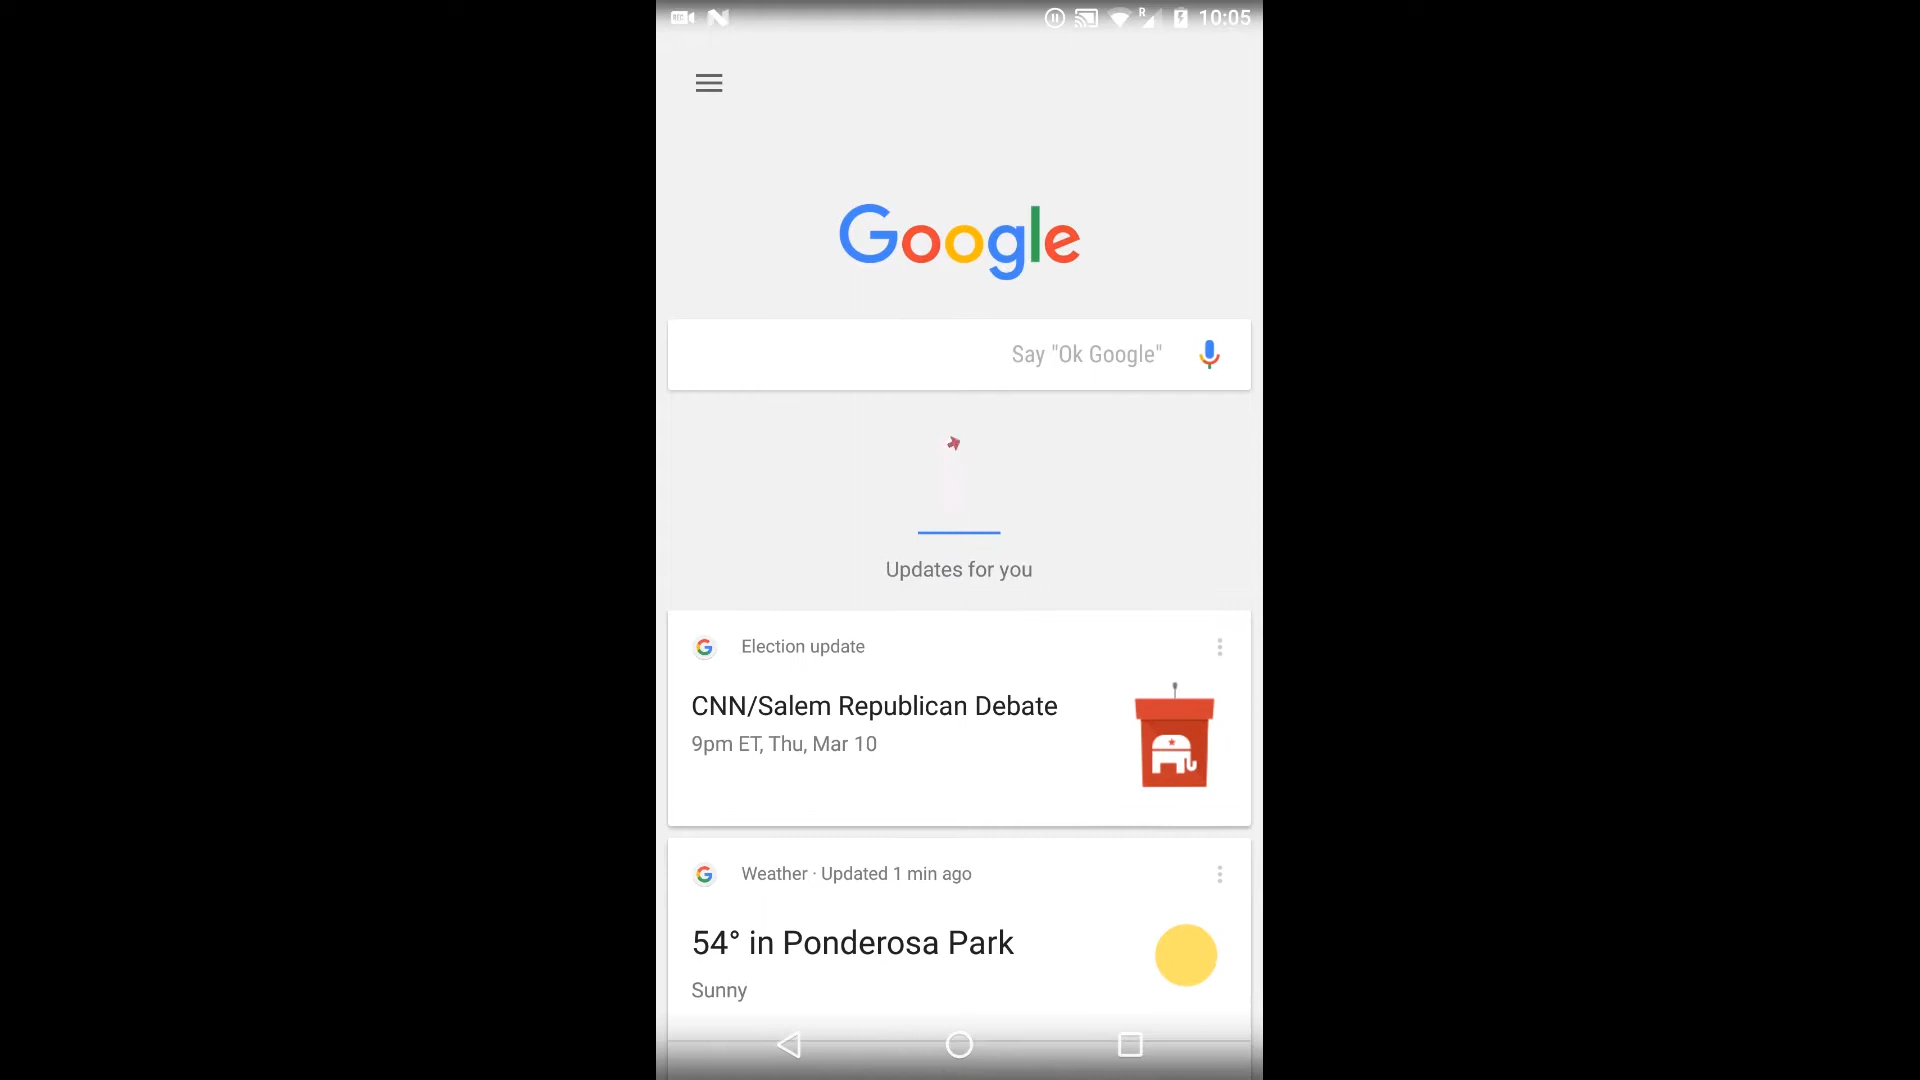 REC
R
10:05
Google
Say "Ok Google"
Updates for you
Election update
CNN/Salem Republican Debate
9pm ET, Thu, Mar 10
Weather · Updated 1 min ago
54° in Ponderosa Park
Sunny